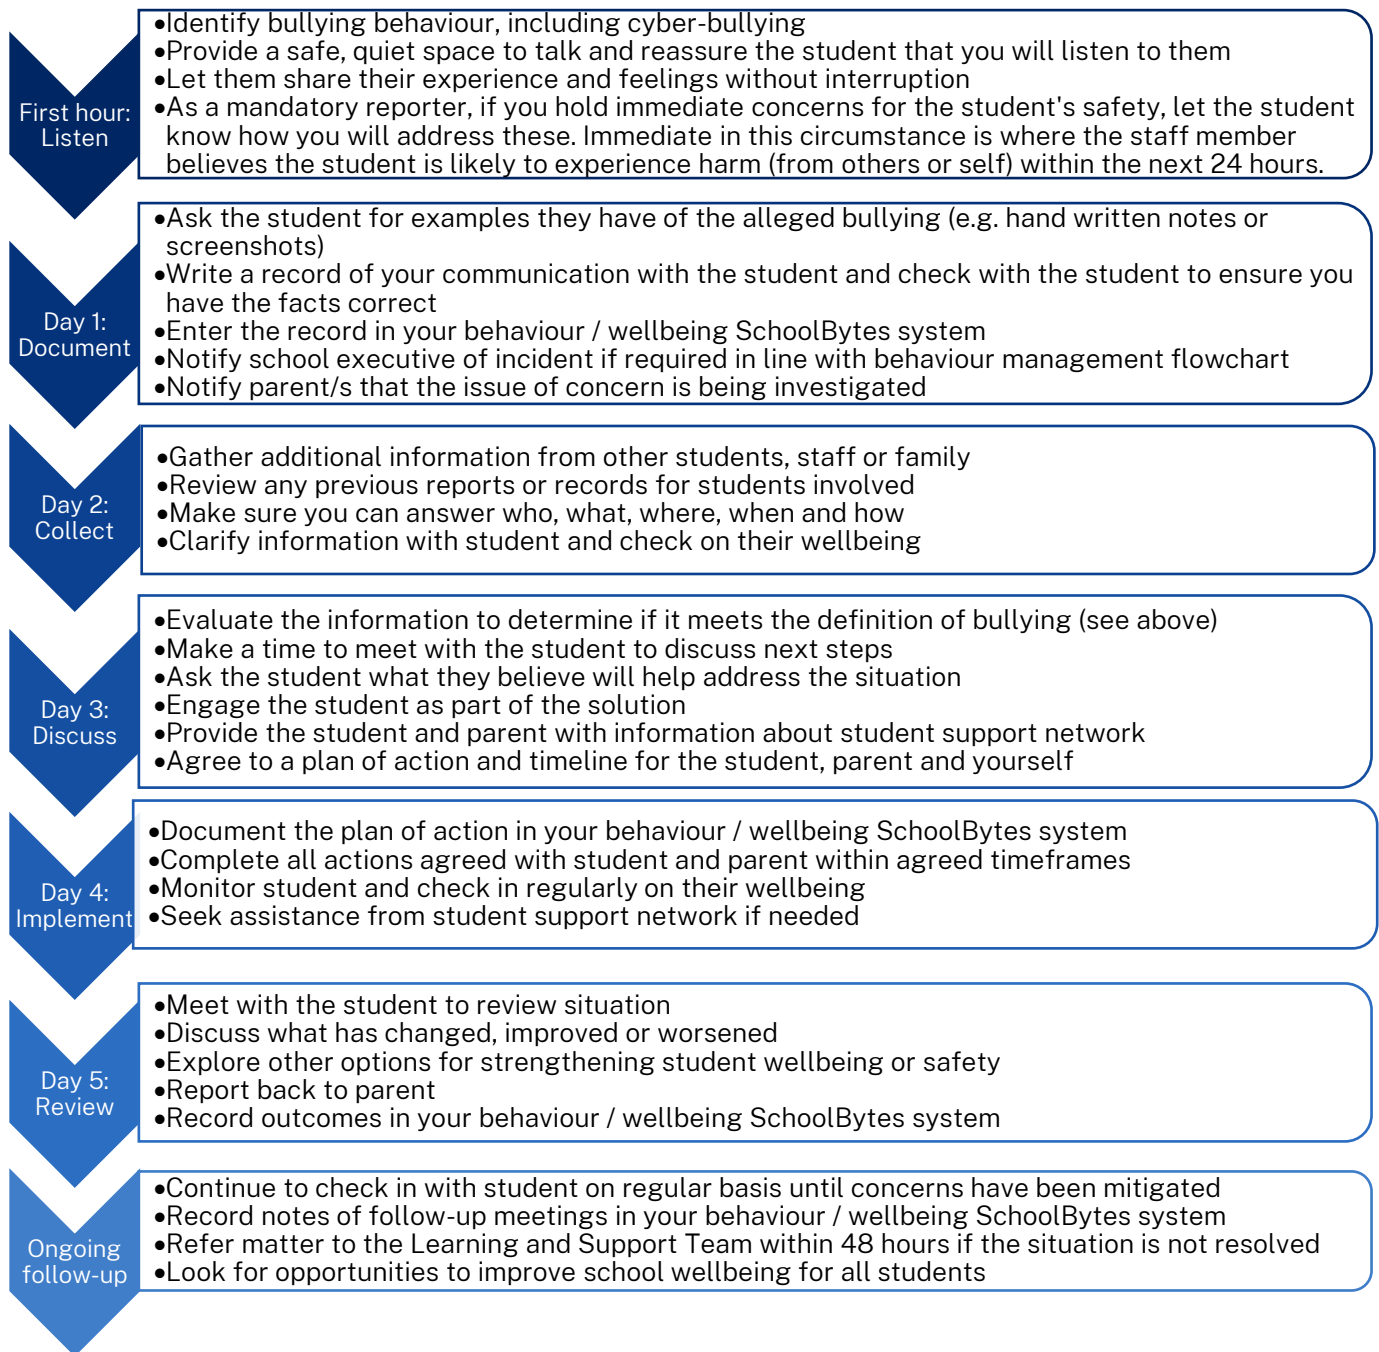 First hour:
Listen
•Identify bullying behaviour, including cyber-bullying
•Provide a safe, quiet space to talk and reassure the student that you will listen to them
•Let them share their experience and feelings without interruption
•As a mandatory reporter, if you hold immediate concerns for the student's safety, let the student
know how you will address these. Immediate in this circumstance is where the staff member
believes the student is likely to experience harm (from others or self) within the next 24 hours.
Day 1:
Document
•Ask the student for examples they have of the alleged bullying (e.g. hand written notes or
screenshots)
•Write a record of your communication with the student and check with the student to ensure you
have the facts correct
•Enter the record in your behaviour / wellbeing SchoolBytes system
•Notify school executive of incident if required in line with behaviour management flowchart
•Notify parent/s that the issue of concern is being investigated
Day 2:
Collect
•Gather additional information from other students, staff or family
•Review any previous reports or records for students involved
•Make sure you can answer who, what, where, when and how
•Clarify information with student and check on their wellbeing
Day 3:
Discuss
•Evaluate the information to determine if it meets the definition of bullying (see above)
•Make a time to meet with the student to discuss next steps
•Ask the student what they believe will help address the situation
•Engage the student as part of the solution
•Provide the student and parent with information about student support network
•Agree to a plan of action and timeline for the student, parent and yourself
Day 4:
Implement
•Document the plan of action in your behaviour / wellbeing SchoolBytes system
•Complete all actions agreed with student and parent within agreed timeframes
•Monitor student and check in regularly on their wellbeing
•Seek assistance from student support network if needed
Day 5:
Review
•Meet with the student to review situation
•Discuss what has changed, improved or worsened
•Explore other options for strengthening student wellbeing or safety
•Report back to parent
•Record outcomes in your behaviour / wellbeing SchoolBytes system
Ongoing
follow-up
•Continue to check in with student on regular basis until concerns have been mitigated
•Record notes of follow-up meetings in your behaviour / wellbeing SchoolBytes system
•Refer matter to the Learning and Support Team within 48 hours if the situation is not resolved
•Look for opportunities to improve school wellbeing for all students